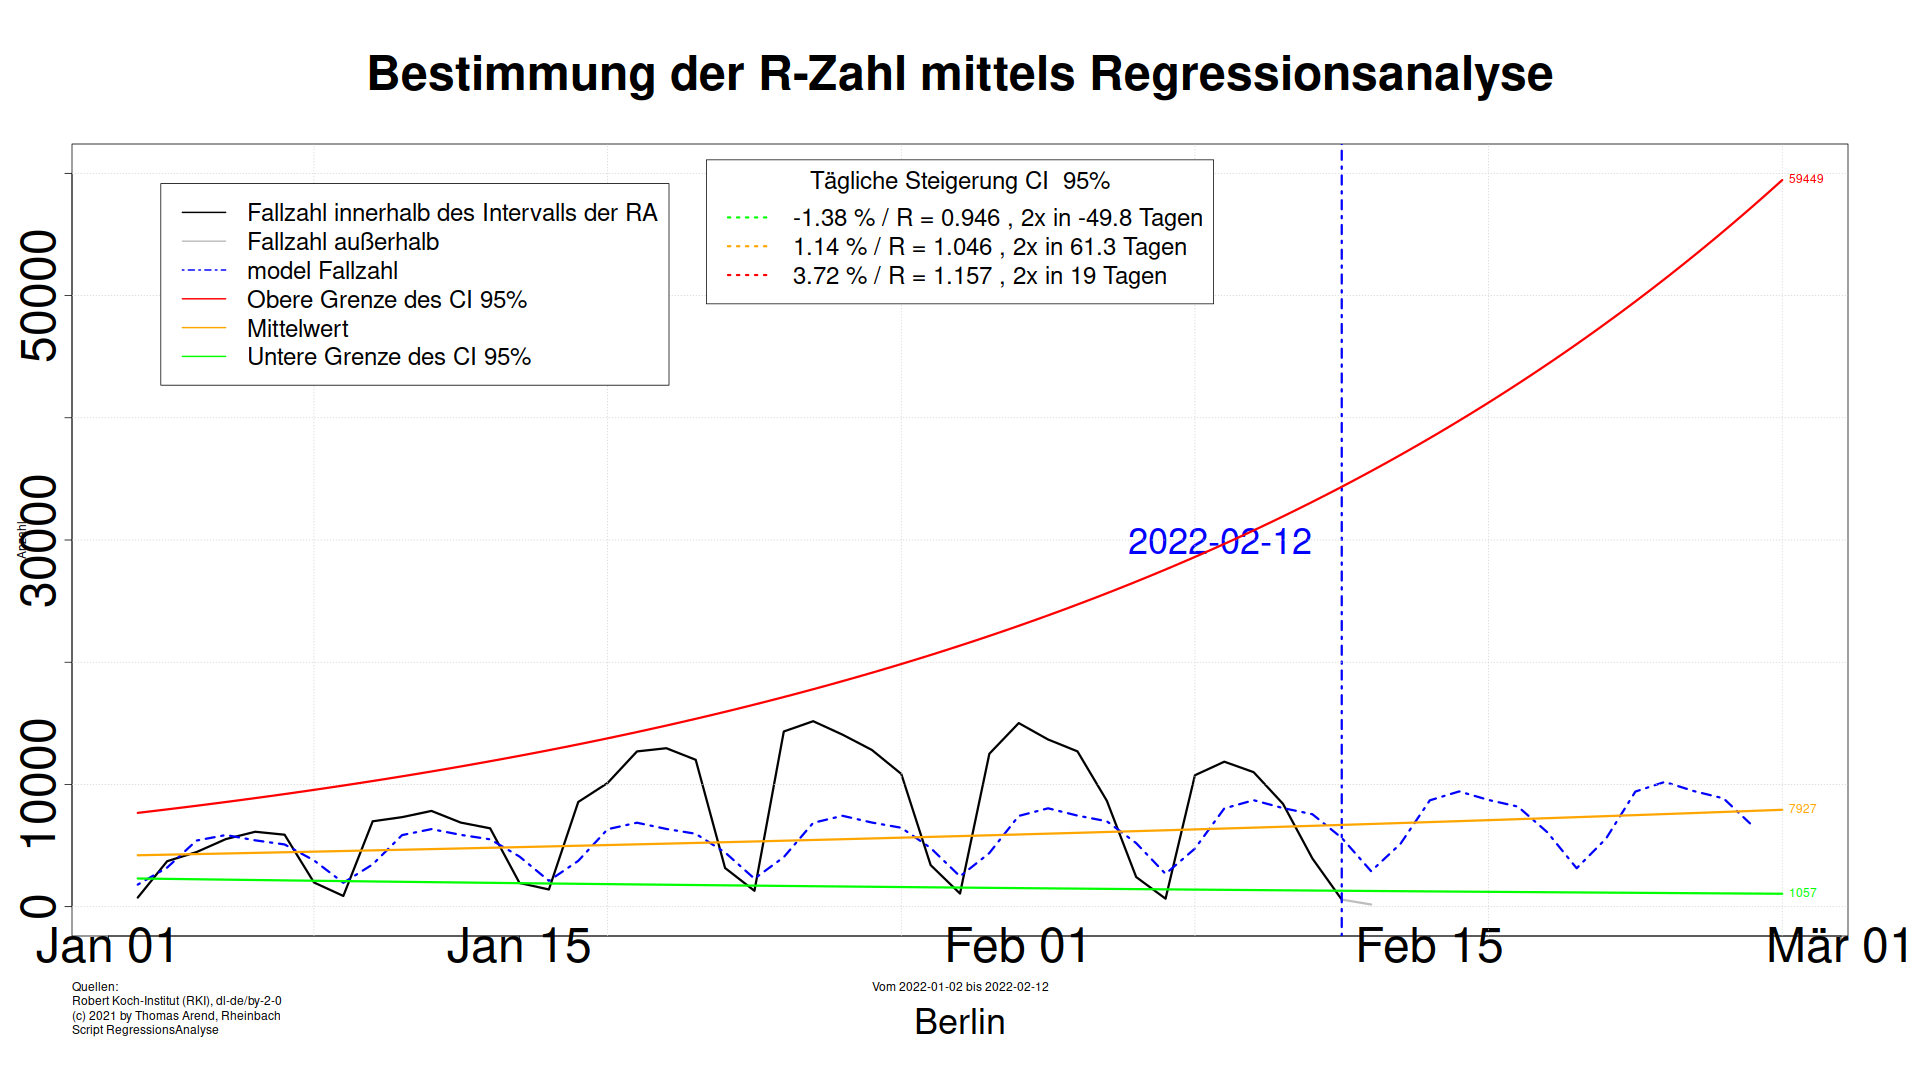 Bestimmung der R-Zahl mittels Regressionsanalyse
Fallzahl innerhalb des Intervalls der RA
Fallzahl außerhalb
model Fallzahl
Obere Grenze des CI 95%
Mittelwert
Untere Grenze des CI 95%
Tägliche Steigerung CI  95%
-1.38 % / R = 0.946 , 2x in -49.8 Tagen
1.14 % / R = 1.046 , 2x in 61.3 Tagen
3.72 % / R = 1.157 , 2x in 19 Tagen
59449
50000
30000
10000
0
Anzahl
2022-02-12
7927
1057
Jan 01
Jan 15
Feb 01
Feb 15
Mär 01
Quellen:
Robert Koch-Institut (RKI), dl-de/by-2-0
(c) 2021 by Thomas Arend, Rheinbach
Script RegressionsAnalyse
Vom 2022-01-02 bis 2022-02-12
Berlin